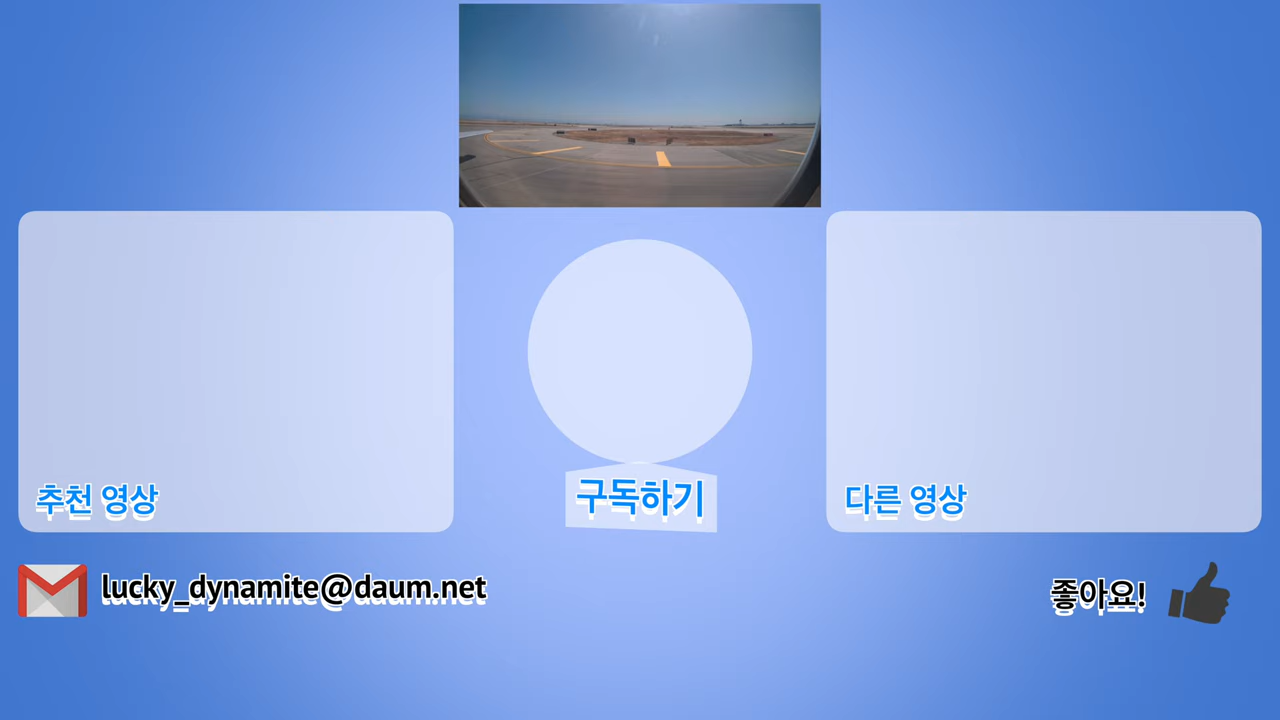 추천 영상
구독하기
다른 영상
lucky_dynamite@daum.net
좋아요!